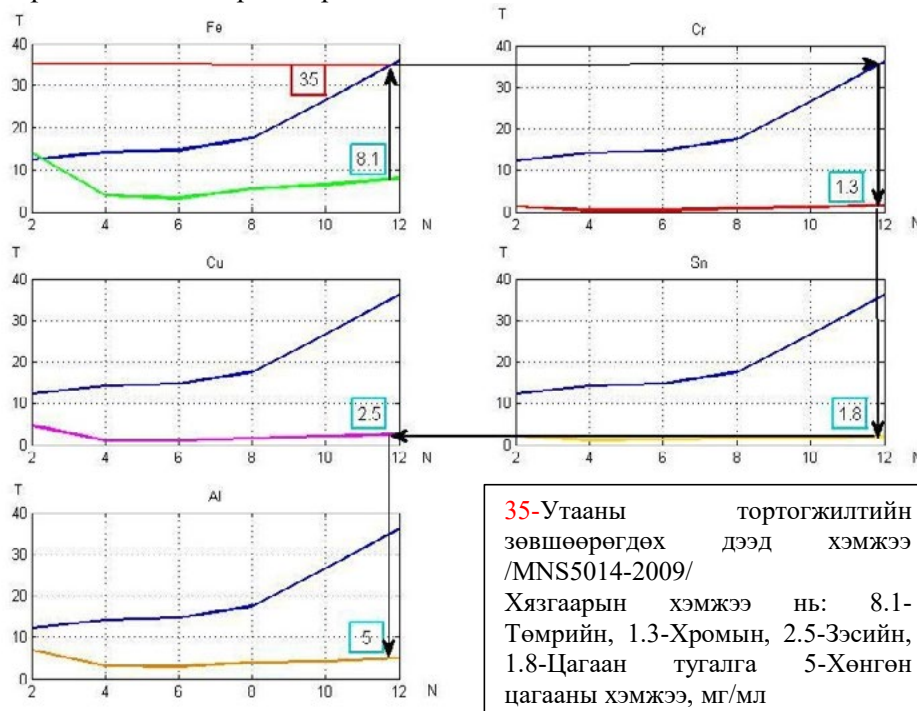 T Fe
40
30
20
10
0
35
8.1
2 4 6 8 10 12 N
T Cr
40
30
20
10
0
1.3
2 4 6 8 10 12 N
T Cu
40
30
20
10
0
2.5
2 4 6 8 10 12 N
T Sn
40
30
20
10
0
1.8
2 4 6 8 10 12 N
T Al
40
30
20
10
0
5
2 4 6 8 10 12 N
35-Утааны тортогжилтийн
зөвшөөрөгдөх дээд хэмжээ
/MNS5014-2009/
Хязгаарын хэмжээ нь: 8.1-
Төмрийн, 1.3-Хромын, 2.5-Зэсийн,
1.8-Цагаан тугалга 5-Хөнгөн
цагааны хэмжээ, мг/мл